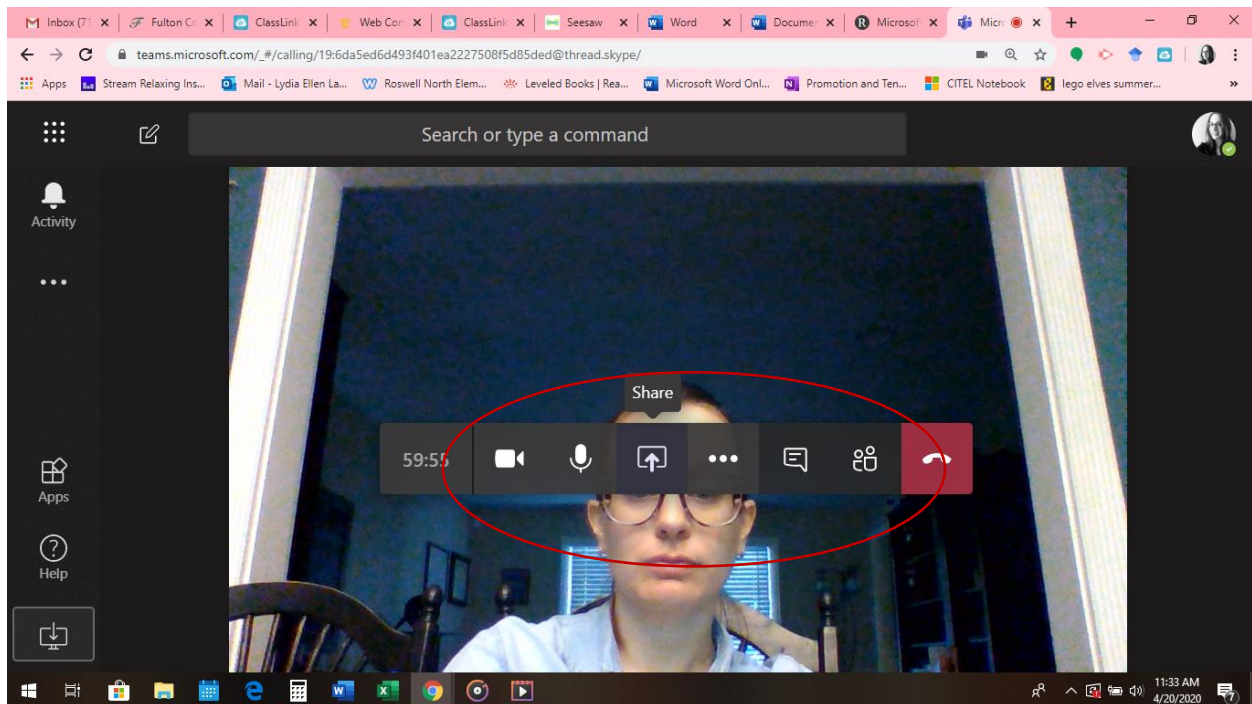 Inbox (71 Fulton Co ClassLink Web Con ClassLink Seesaw Word Documen Microsof Micro
teams.microsoft.com/_#/calling/19:6da5ed6d493f401ea2227508f5d85ded@thread.skype/
Apps Stream Relaxing Ins... Mail - Lydia Ellen La... Roswell North Elem... Leveled Books | Rea... Microsoft Word Onl... Promotion and Ten... CITEL Notebook lego elves summer... »
Search or type a command
Activity
Share
59:55
Apps
Help
11:33 AM
4/20/2020